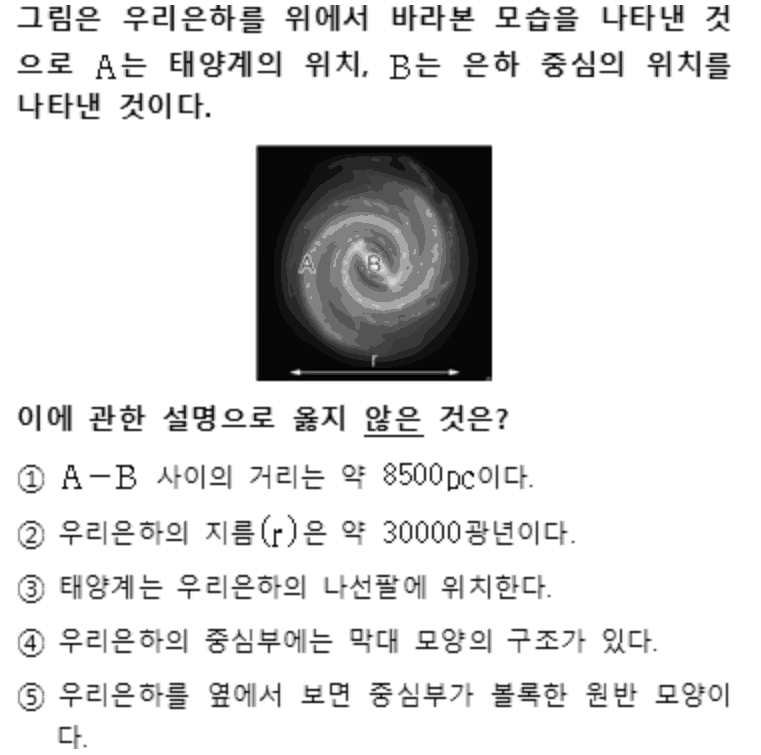 그림은 우리은하를 위에서 바라본 모습을 나타낸 것
으로 A는 태양계의 위치, B는 은하 중심의 위치를
나타낸 것이다.
A B
r
이에 관한 설명으로 옳지 않은 것은?
① A-B 사이의 거리는 약 8500pc이다.
② 우리은하의 지름(r)은 약 30000광년이다.
③ 태양계는 우리은하의 나선팔에 위치한다.
④ 우리은하의 중심부에는 막대 모양의 구조가 있다.
⑤ 우리은하를 옆에서 보면 중심부가 볼록한 원반 모양이
다.